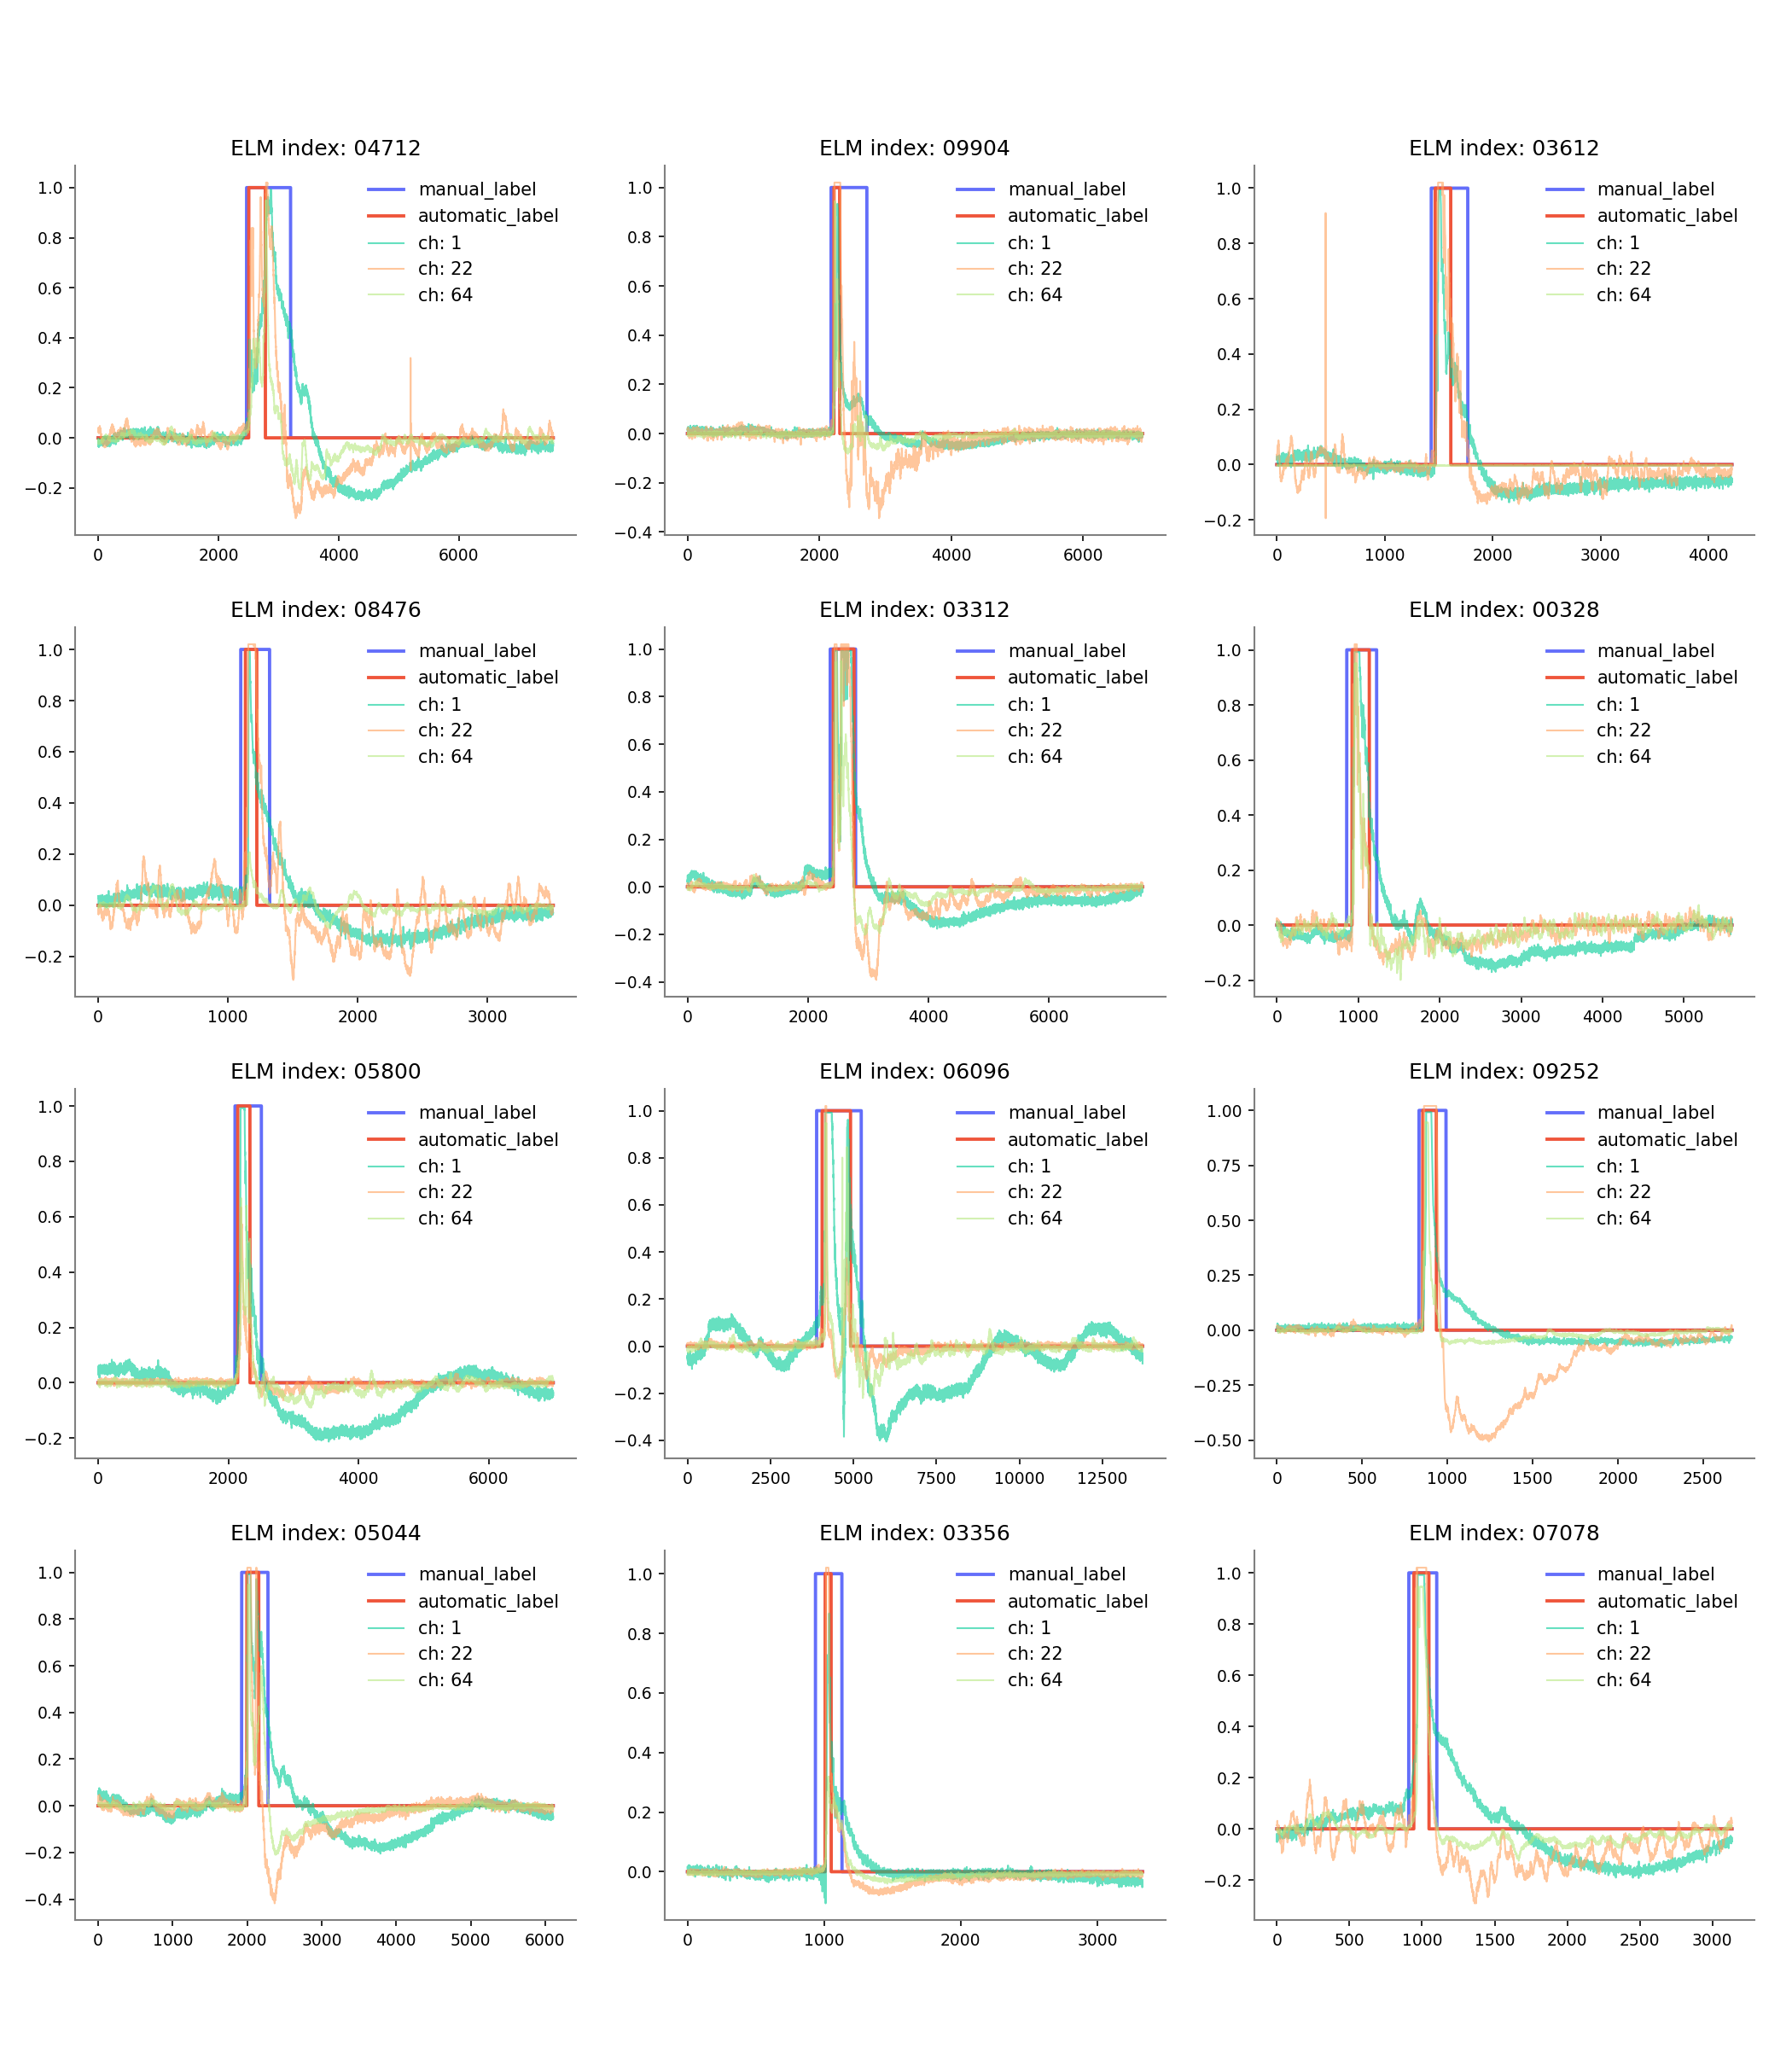 ELM index: 04712
1.0
0.8
0.6
0.4
0.2
0.0
−0.2
0
2000
4000
6000
manual_label
automatic_label
ch: 1
ch: 22
ch: 64
ELM index: 09904
1.0
0.8
0.6
0.4
0.2
0.0
−0.2
−0.4
0
2000
4000
6000
manual_label
automatic_label
ch: 1
ch: 22
ch: 64
ELM index: 03612
1.0
0.8
0.6
0.4
0.2
0.0
−0.2
0
1000
2000
3000
4000
manual_label
automatic_label
ch: 1
ch: 22
ch: 64
ELM index: 08476
1.0
0.8
0.6
0.4
0.2
0.0
−0.2
0
1000
2000
3000
manual_label
automatic_label
ch: 1
ch: 22
ch: 64
ELM index: 03312
1.0
0.8
0.6
0.4
0.2
0.0
−0.2
−0.4
0
2000
4000
6000
manual_label
automatic_label
ch: 1
ch: 22
ch: 64
ELM index: 00328
1.0
0.8
0.6
0.4
0.2
0.0
−0.2
0
1000
2000
3000
4000
5000
manual_label
automatic_label
ch: 1
ch: 22
ch: 64
ELM index: 05800
1.0
0.8
0.6
0.4
0.2
0.0
−0.2
0
2000
4000
6000
manual_label
automatic_label
ch: 1
ch: 22
ch: 64
ELM index: 06096
1.0
0.8
0.6
0.4
0.2
0.0
−0.2
−0.4
0
2500
5000
7500
10000
12500
manual_label
automatic_label
ch: 1
ch: 22
ch: 64
ELM index: 09252
1.00
0.75
0.50
0.25
0.00
−0.25
−0.50
0
500
1000
1500
2000
2500
manual_label
automatic_label
ch: 1
ch: 22
ch: 64
ELM index: 05044
1.0
0.8
0.6
0.4
0.2
0.0
−0.2
−0.4
0
1000
2000
3000
4000
5000
6000
manual_label
automatic_label
ch: 1
ch: 22
ch: 64
ELM index: 03356
1.0
0.8
0.6
0.4
0.2
0.0
0
1000
2000
3000
manual_label
automatic_label
ch: 1
ch: 22
ch: 64
ELM index: 07078
1.0
0.8
0.6
0.4
0.2
0.0
−0.2
0
500
1000
1500
2000
2500
3000
manual_label
automatic_label
ch: 1
ch: 22
ch: 64